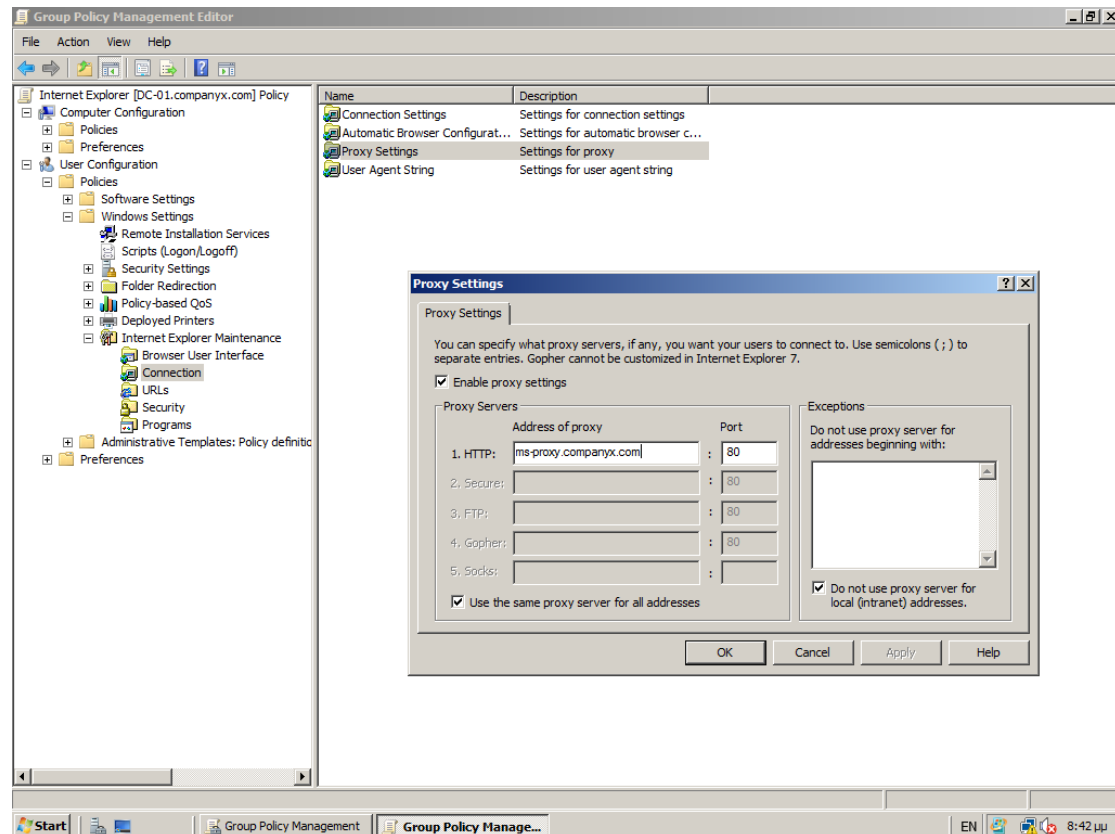 Group Policy Management Editor
File Action View Help
Internet Explorer [DC-01.companyx.com] Policy
Computer Configuration
Policies
Preferences
User Configuration
Policies
Software Settings
Windows Settings
Remote Installation Services
Scripts (Logon/Logoff)
Security Settings
Folder Redirection
Policy-based QoS
Deployed Printers
Internet Explorer Maintenance
Browser User Interface
Connection
URLs
Security
Programs
Administrative Templates: Policy definitic
Preferences
Name Description
Connection Settings Settings for connection settings
Automatic Browser Configurat... Settings for automatic browser c...
Proxy Settings Settings for proxy
User Agent String Settings for user agent string
Proxy Settings
Proxy Settings
You can specify what proxy servers, if any, you want your users to connect to. Use semicolons ( ; ) to
separate entries. Gopher cannot be customized in Internet Explorer 7.
Enable proxy settings
Proxy Servers
Address of proxy Port
1. HTTP: ms-proxy.companyx.com : 80
2. Secure: : 80
3. FTP: : 80
4. Gopher: : 80
5. Socks: :
Use the same proxy server for all addresses
Exceptions
Do not use proxy server for
addresses beginning with:
Do not use proxy server for
local (intranet) addresses.
OK Cancel Apply Help
Start Group Policy Management Group Policy Manage... EN 8:42 μμ